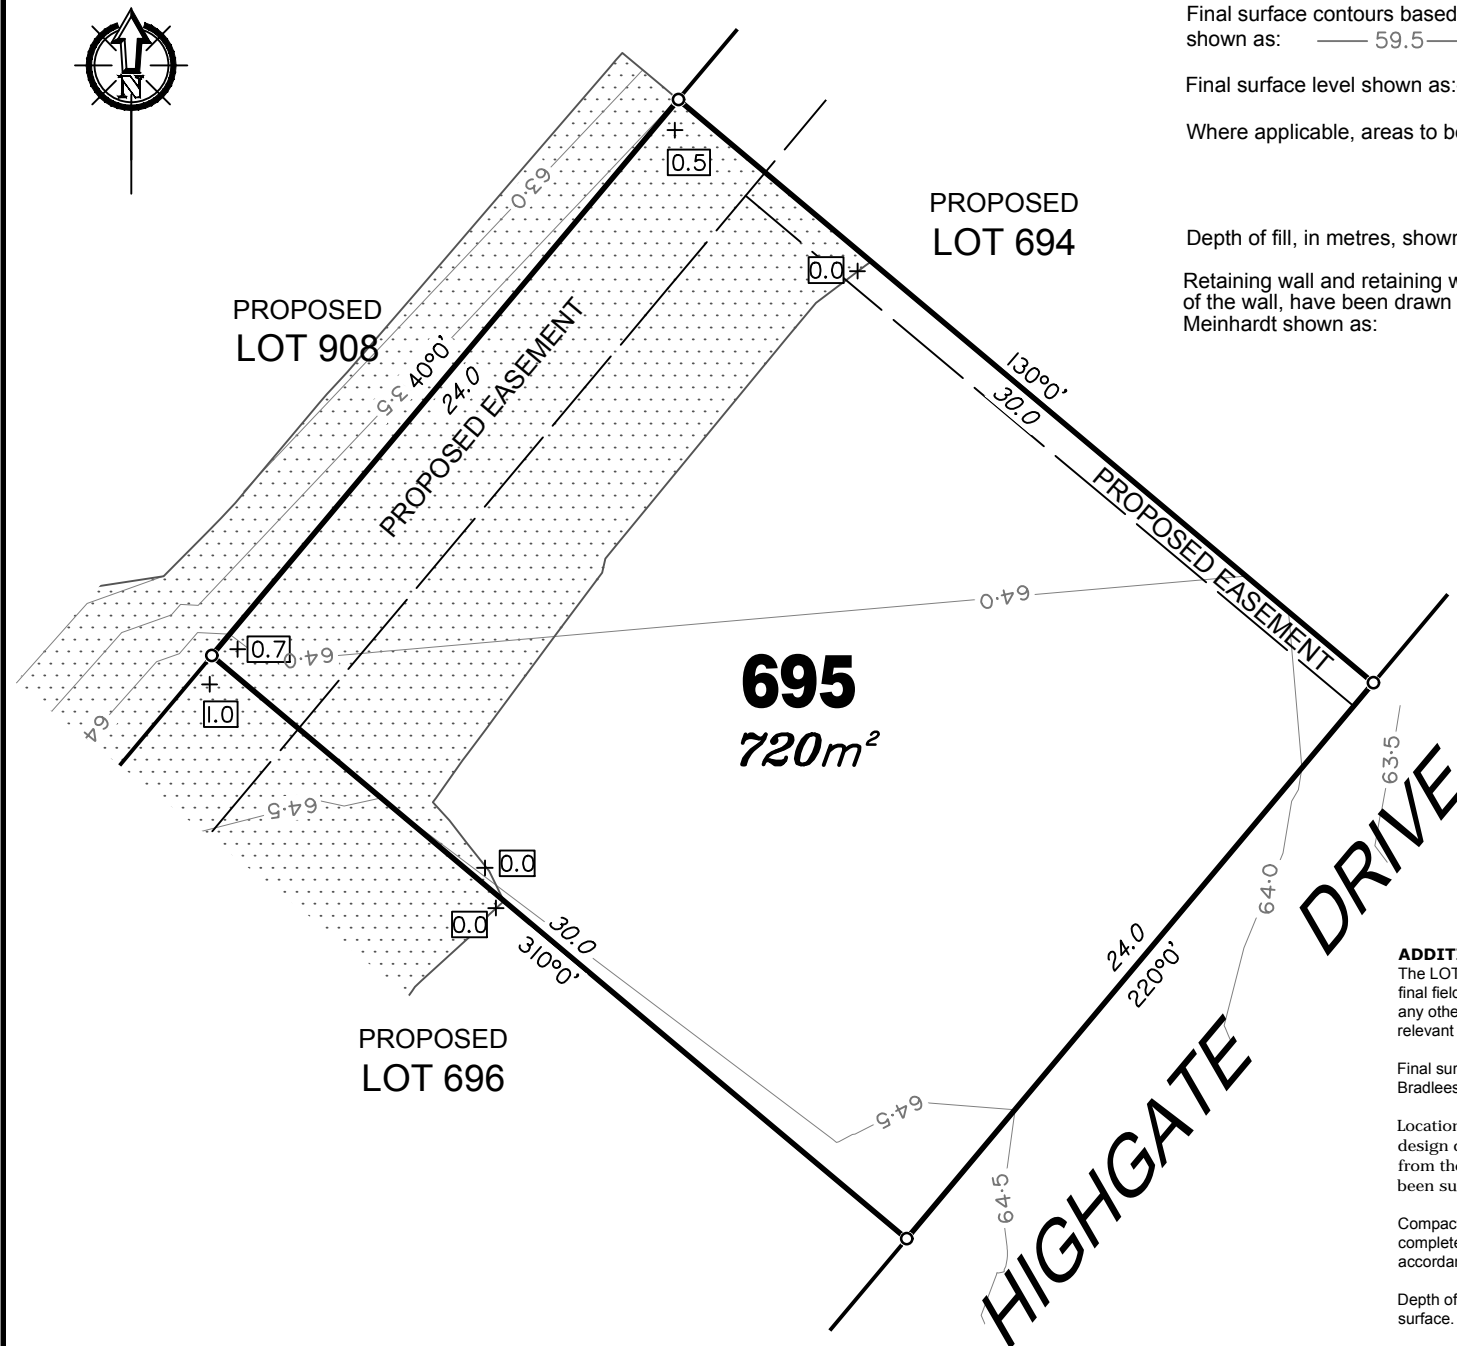 N
Final surface contours based
shown as: 59.5
Final surface level shown as:
Where applicable, areas to be
Depth of fill, in metres, shown
Retaining wall and retaining w
of the wall, have been drawn
Meinhardt shown as:
0.5
63.0
PROPOSED
LOT 694
0.0
PROPOSED
LOT 908
40°0'
24.0
3.5
PROPOSED EASEMENT
130°0'
30.0
PROPOSED EASEMENT
64.0
0.7
64.0
1.0
64
695
720m²
63.5
64.5
0.0
0.0
30.0
310°0'
64.0
24.0
220°0'
PROPOSED
LOT 696
64.5
64.5
HIGHGATE DRIVE
ADDIT
The LOT
final field
any othe
relevant
Final sur
Bradlees
Location
design
from the
been su
Compac
complete
accordan
Depth of
surface.